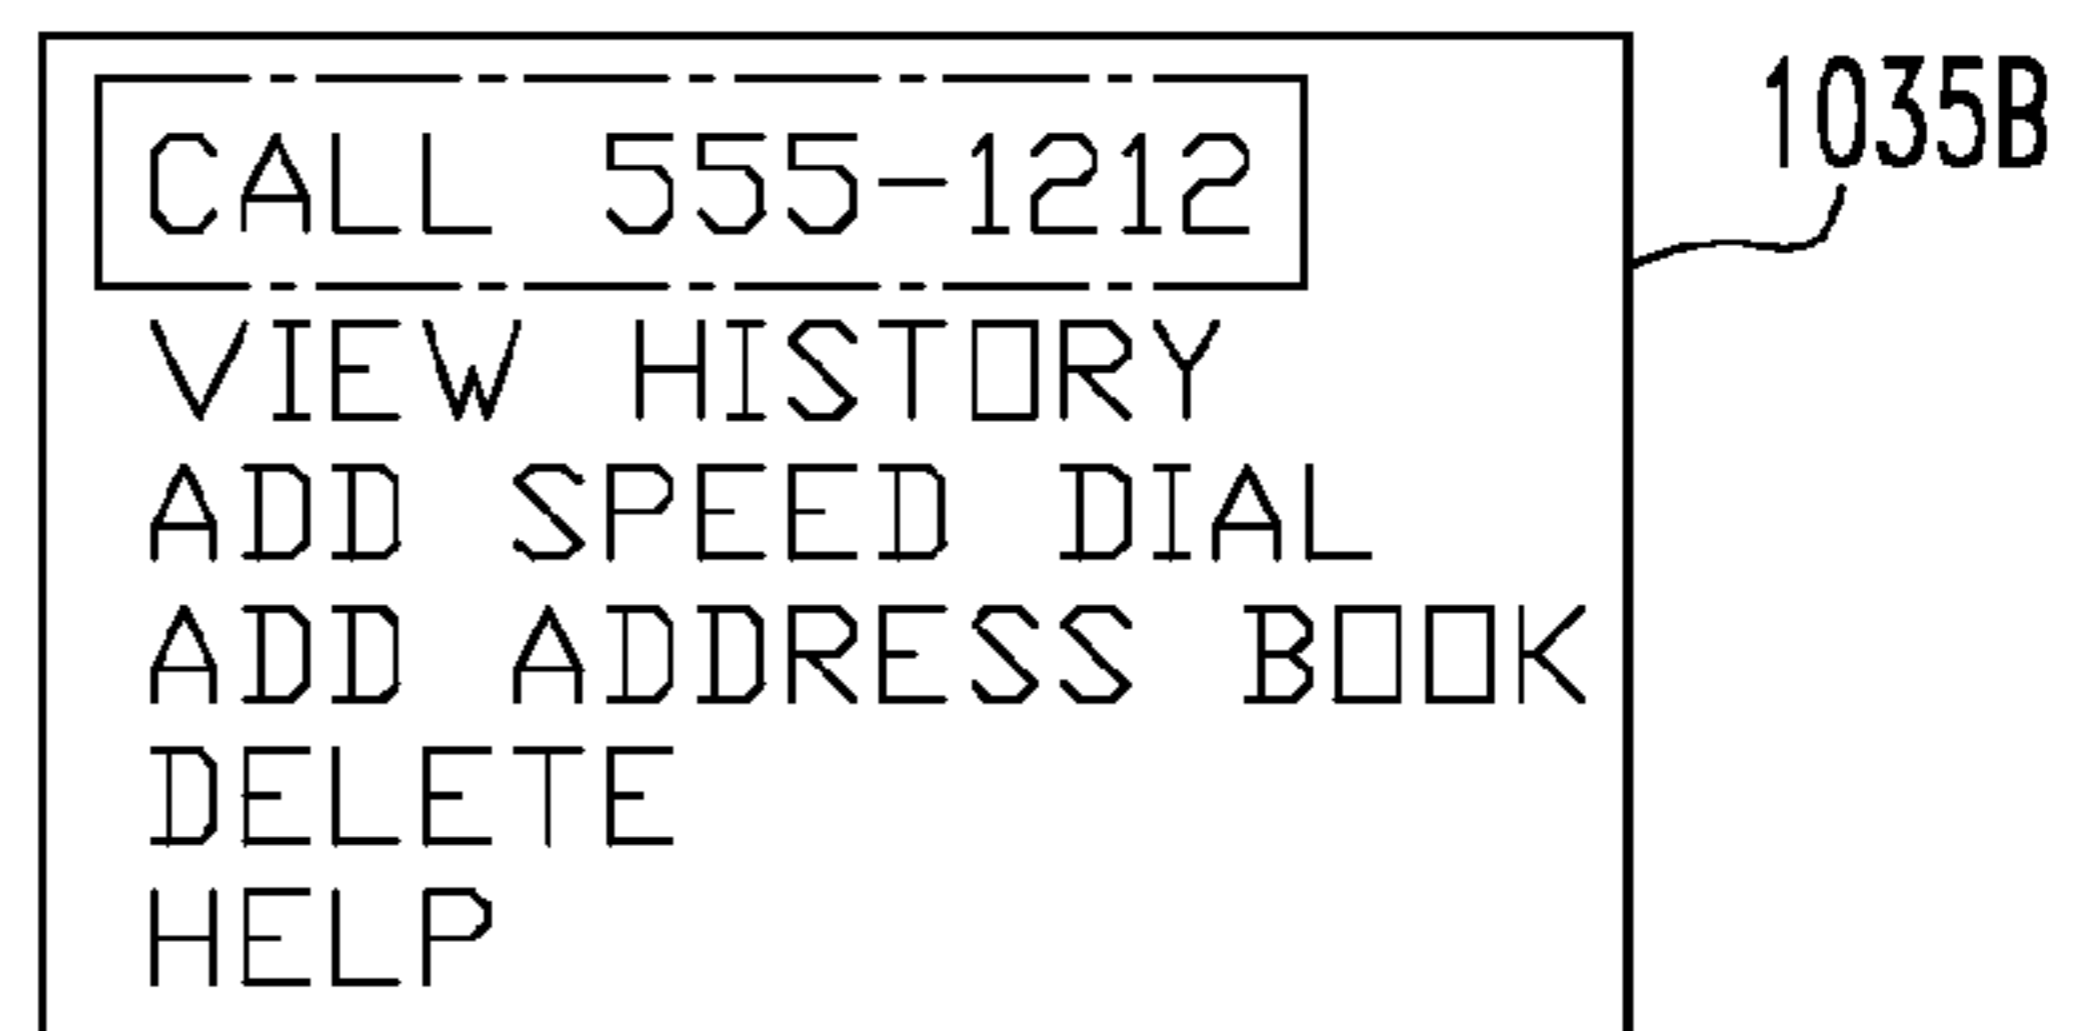 CALL 555-1212
1035B
VIEW HISTORY
ADD SPEED DIAL
ADD ADDRESS BOOK
DELETE
HELP